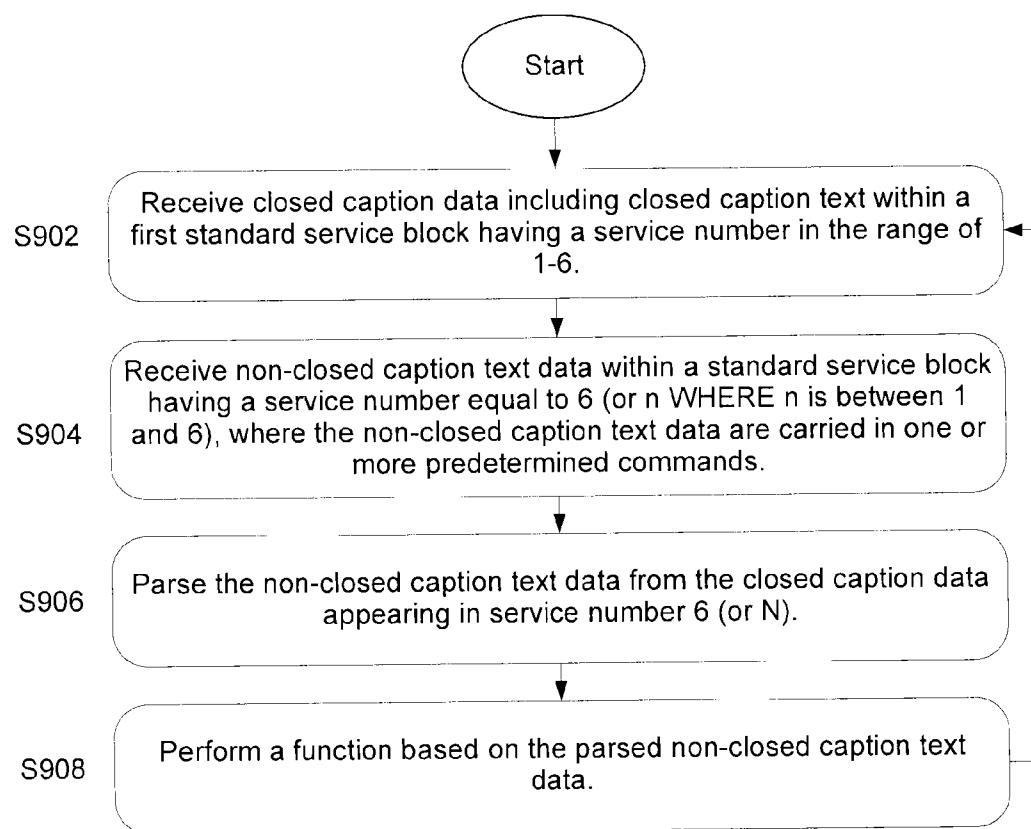 Start
Receive closed caption data including closed caption text within a
S902
first standard service block having a service number in the range of
1-6.
Receive non-closed caption text data within a standard service block
having a service number equal to 6 (or n WHERE n is between 1
S904
and 6), where the non-closed caption text data are carried in one or
more predetermined commands.
Parse the non-closed caption text data from the closed caption data
S906
appearing in service number 6 (or N).
Perform a function based on the parsed non-closed caption text
S908
data.